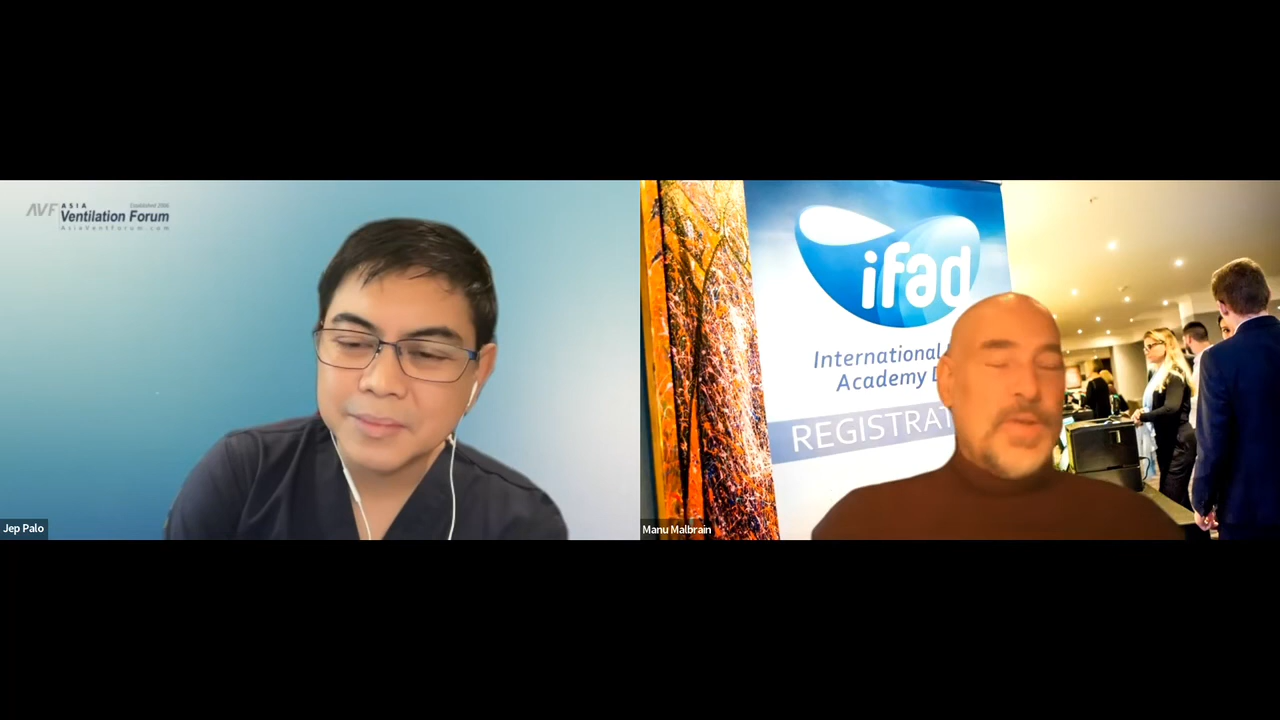 AVF
ASIA
Established 2006
Ventilation Forum
AsiaVentForum.com
Jep Palo
ifad
International
Academy
REGISTRAT
Manu Malbrain